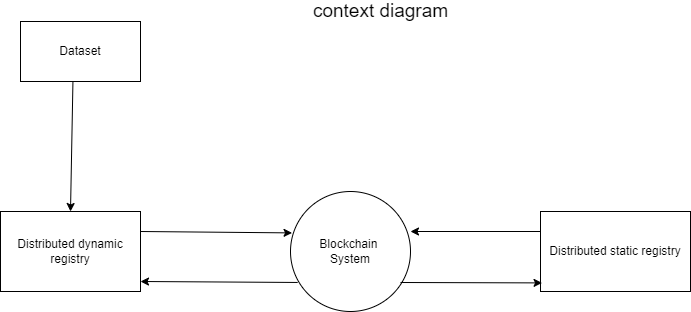 context diagram
Dataset
Distributed dynamic
registry
Blockchain
System
Distributed static registry